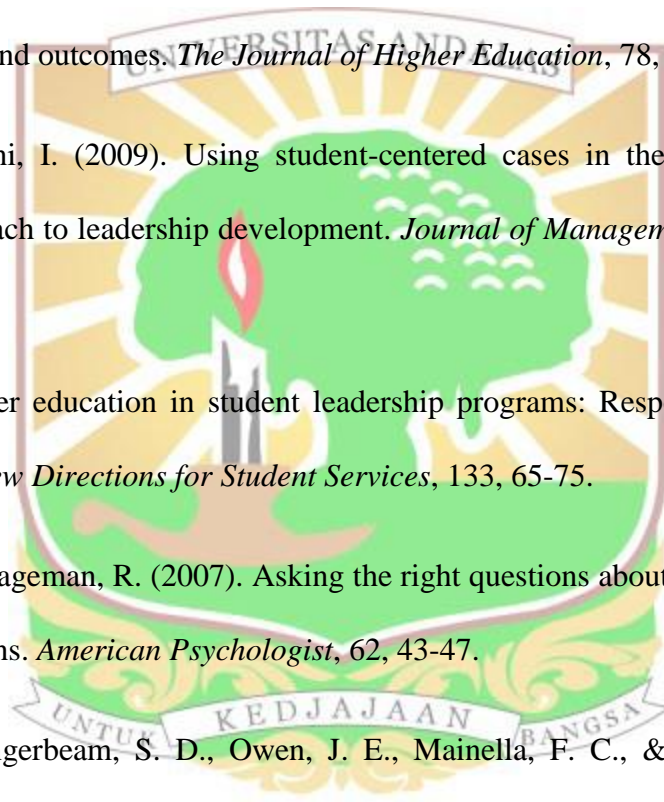 UNIVERSITAS ANDALAS
nd outcomes. The Journal of Higher Education, 78,
ni, I. (2009). Using student-centered cases in the
ach to leadership development. Journal of Managem
er education in student leadership programs: Resp
ew Directions for Student Services, 133, 65-75.
ageman, R. (2007). Asking the right questions about
ns. American Psychologist, 62, 43-47.
UNTUK KEDJAJAAN BANGSA
gerbeam, S. D., Owen, J. E., Mainella, F. C., &